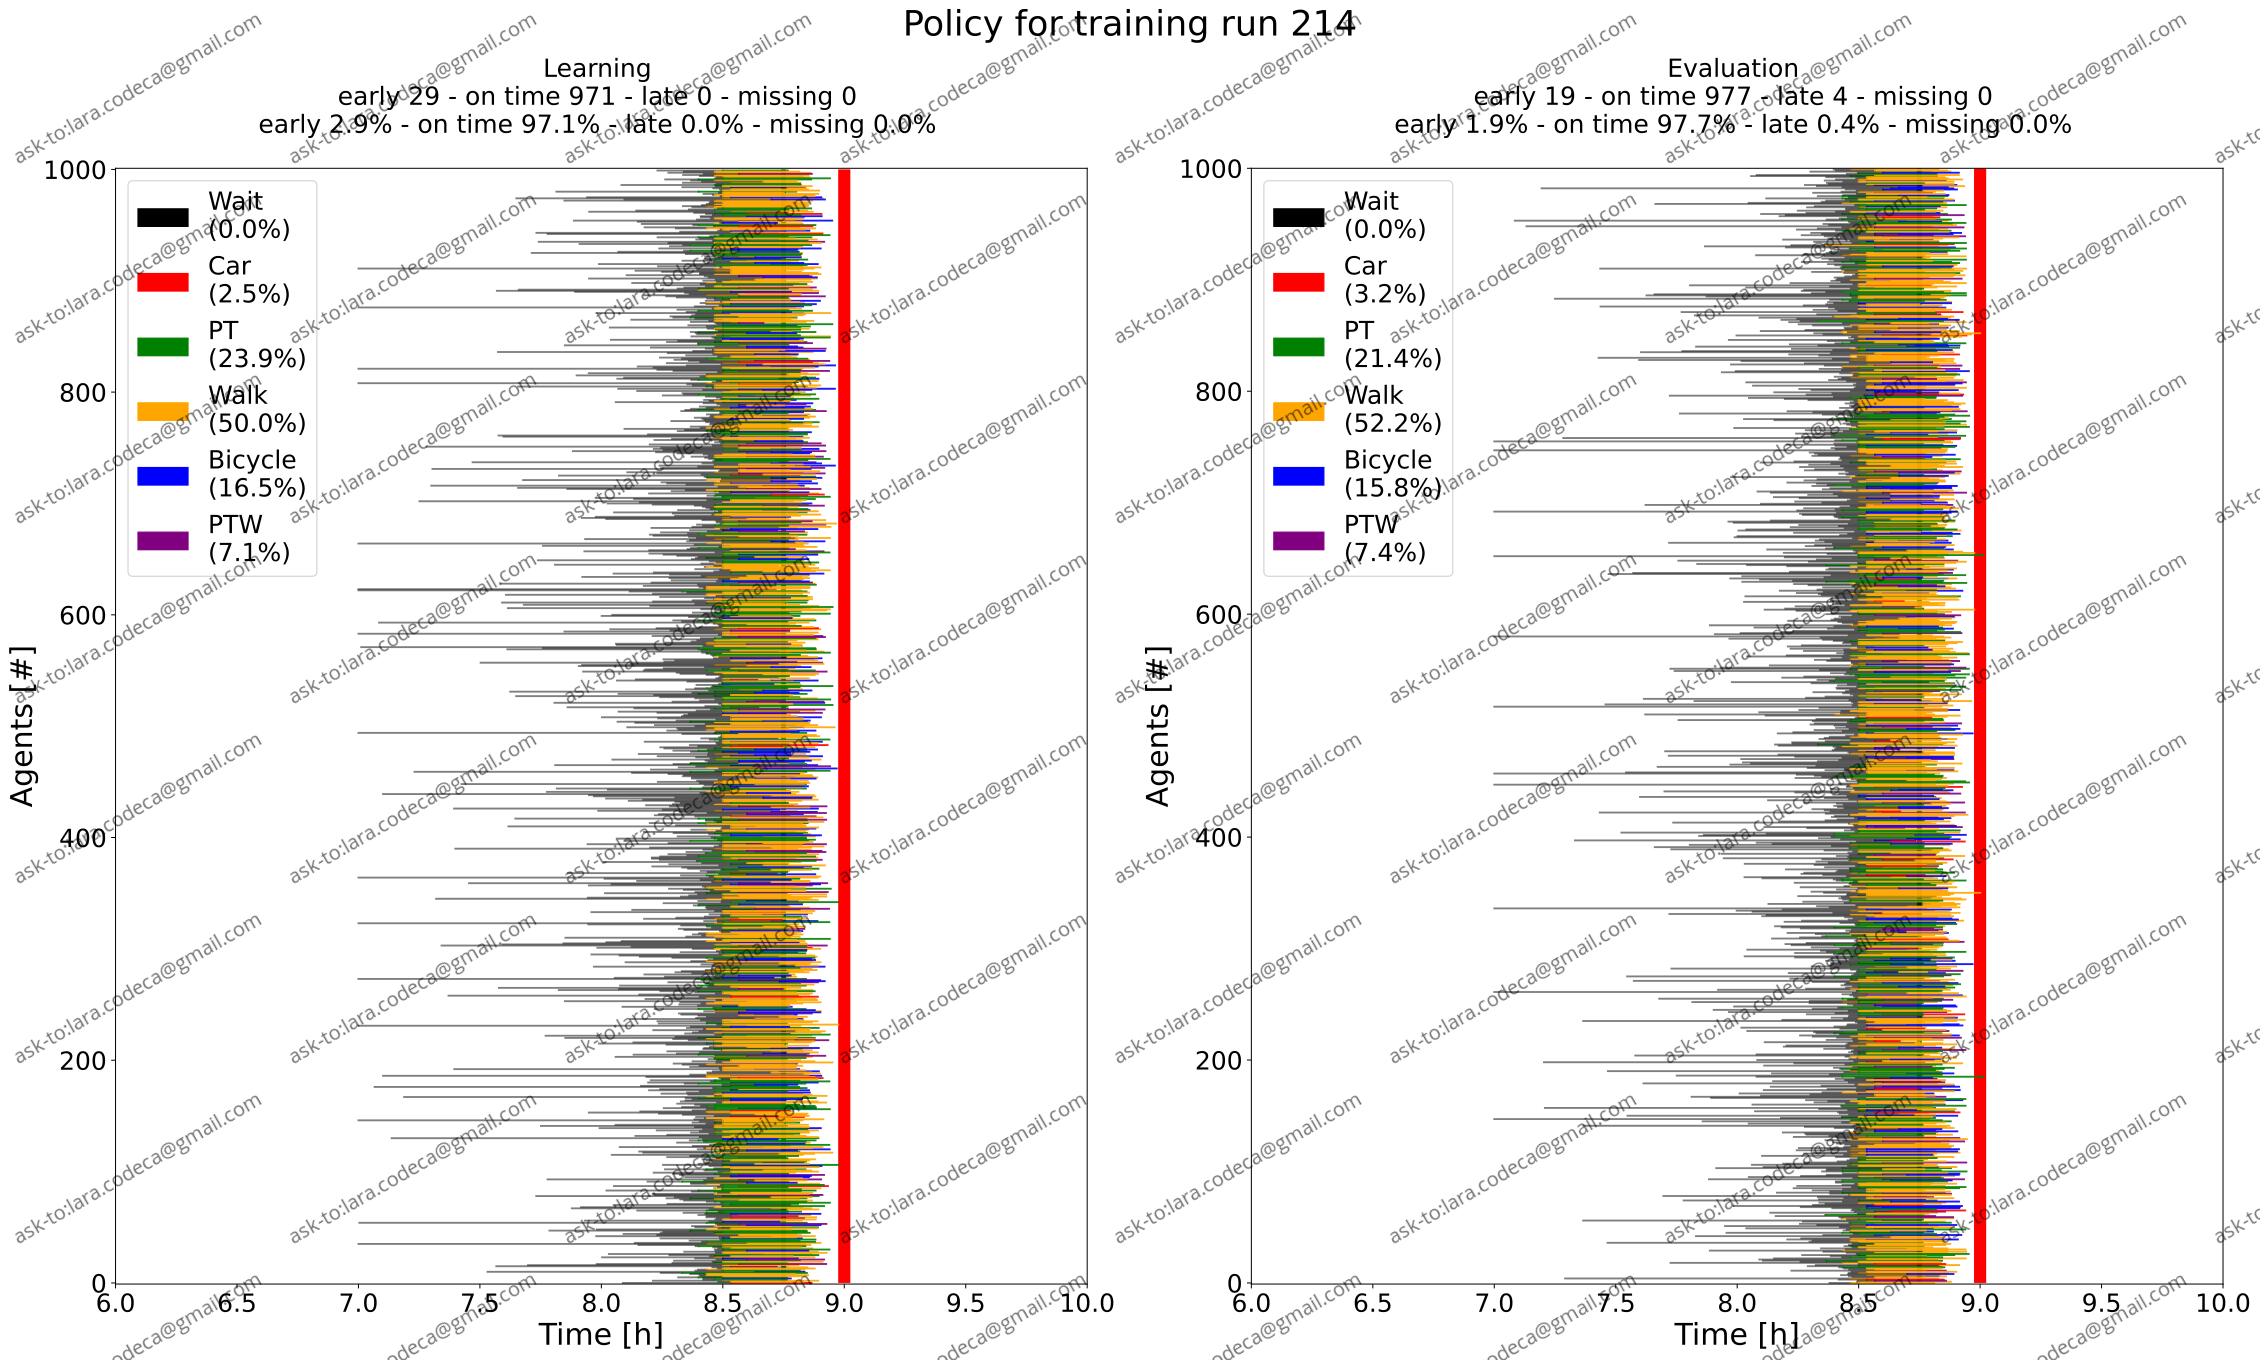 Policy for training run 214
Learning
early 29 - on time 971 - late 0 - missing 0
early 2.9% - on time 97.1% - late 0.0% - missing 0.0%
1000
800
600
400
200
0
Agents [#]
Wait
(0.0%)
Car
(2.5%)
PT
(23.9%)
Walk
(50.0%)
Bicycle
(16.5%)
PTW
(7.1%)
6.0 6.5 7.0 7.5 8.0 8.5 9.0 9.5 10.0
Time [h]
Evaluation
early 19 - on time 977 - late 4 - missing 0
early 1.9% - on time 97.7% - late 0.4% - missing 0.0%
1000
800
600
400
200
0
Agents [#]
Wait
(0.0%)
Car
(3.2%)
PT
(21.4%)
Walk
(52.2%)
Bicycle
(15.8%)
PTW
(7.4%)
6.0 6.5 7.0 7.5 8.0 8.5 9.0 9.5 10.0
Time [h]
ask-to:lara.codeca@gmail.com